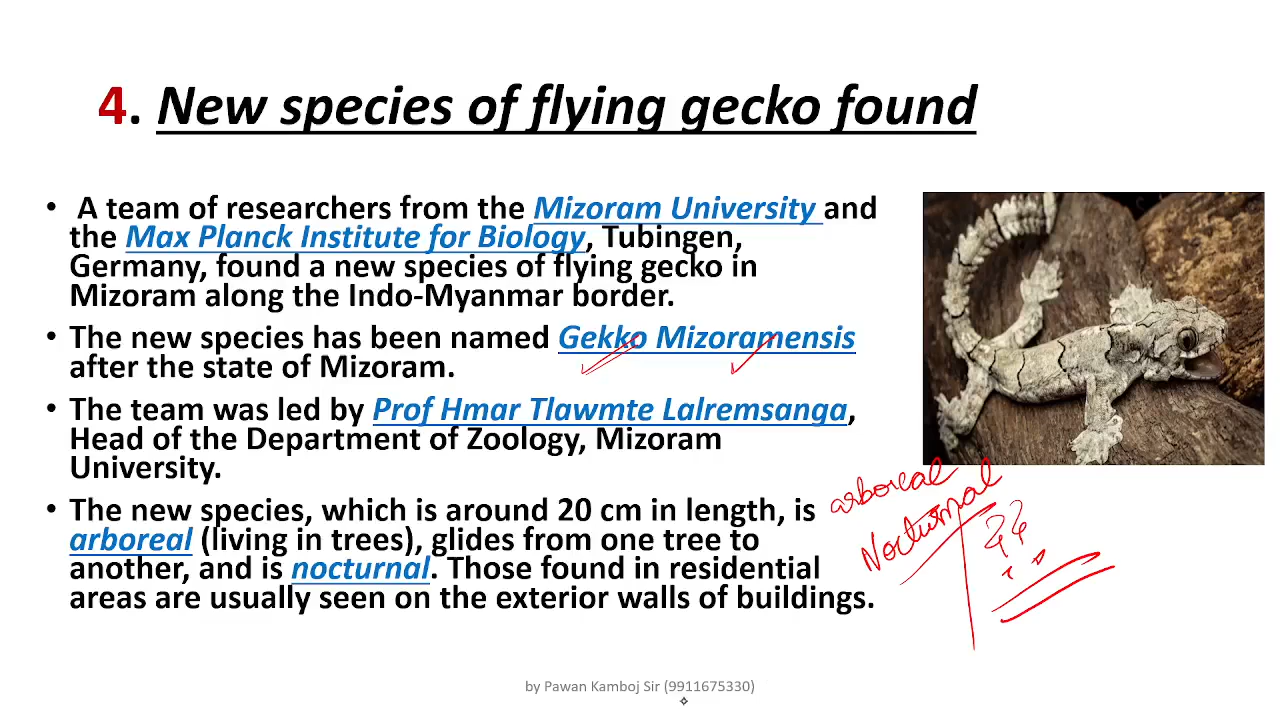 4. New species of flying gecko found
• A team of researchers from the Mizoram University and
the Max Planck Institute for Biology, Tubingen,
Germany, found a new species of flying gecko in
Mizoram along the Indo-Myanmar border.
• The new species has been named Gekko Mizoramensis
after the state of Mizoram.
• The team was led by Prof Hmar Tlawmte Lalremsanga,
Head of the Department of Zoology, Mizoram
University.
• The new species, which is around 20 cm in length, is
arboreal (living in trees), glides from one tree to
another, and is nocturnal. Those found in residential
areas are usually seen on the exterior walls of buildings.
arboreal
Nocturnal
??
by Pawan Kamboj Sir (9911675330)